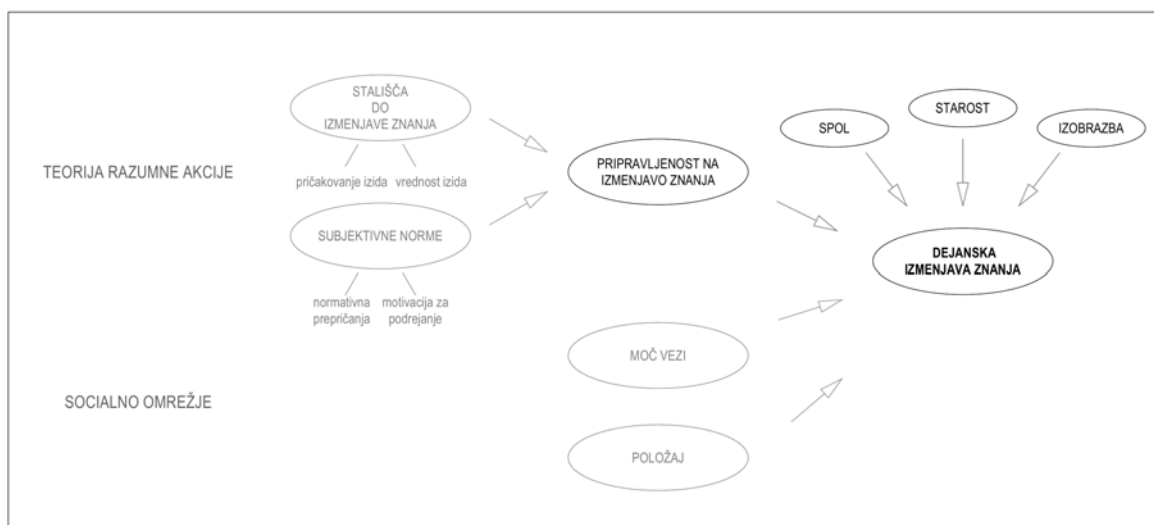 STALIŠČA
DO
IZMENJAVE ZNANJA
STAROST
SPOL
IZOBRAZBA
TEORIJA RAZUMNE AKCIJE
pričakovanje izida vrednost izida
PRIPRAVLJENOST NA
IZMENJAVO ZNANJA
SUBJEKTIVNE NORME
DEJANSKA
IZMENJAVA ZNANJA
normativna
prepričanja
motivacija za
podrejanje
MOČ VEZI
SOCIALNO OMREŽJE
POLOŽAJ